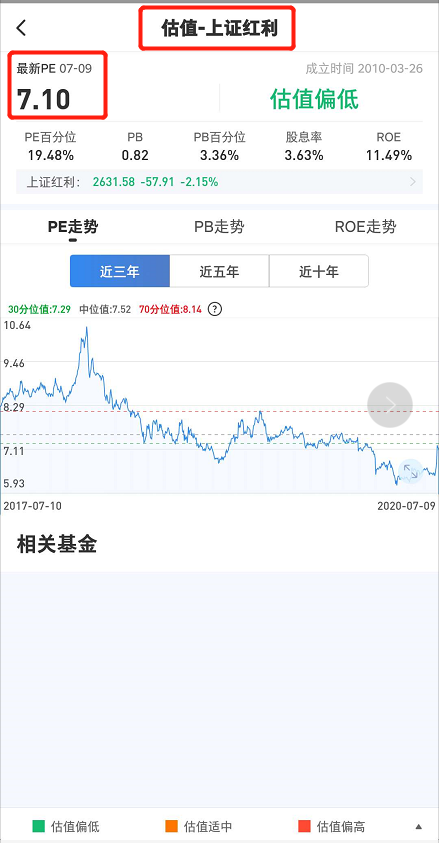 估值-上证红利
最新PE 07-09
成立时间 2010-03-26
7.10
估值偏低
PE百分位 PB PB百分位 股息率 ROE
19.48% 0.82 3.36% 3.63% 11.49%
上证红利: 2631.58 -57.91 -2.15%
PE走势 PB走势 ROE走势
近三年 近五年 近十年
30分位值:7.29 中位值:7.52 70分位值:8.14 ?
10.64
9.46
8.29
7.11
5.93
2017-07-10 2020-07-09
相关基金
估值偏低 估值适中 估值偏高